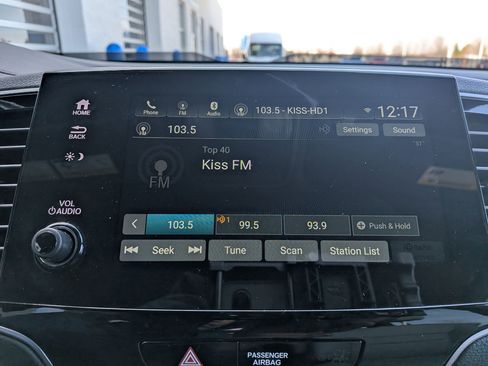 HOME
BACK
VOL
AUDIO
Phone FM Audio 103.5 - KISS-HD1 12:17
103.5 Settings Sound
Top 40
Kiss FM
FM
103.5 1 99.5 93.9 Push & Hold
Seek Tune Scan Station List
PASSENGER
AIRBAG